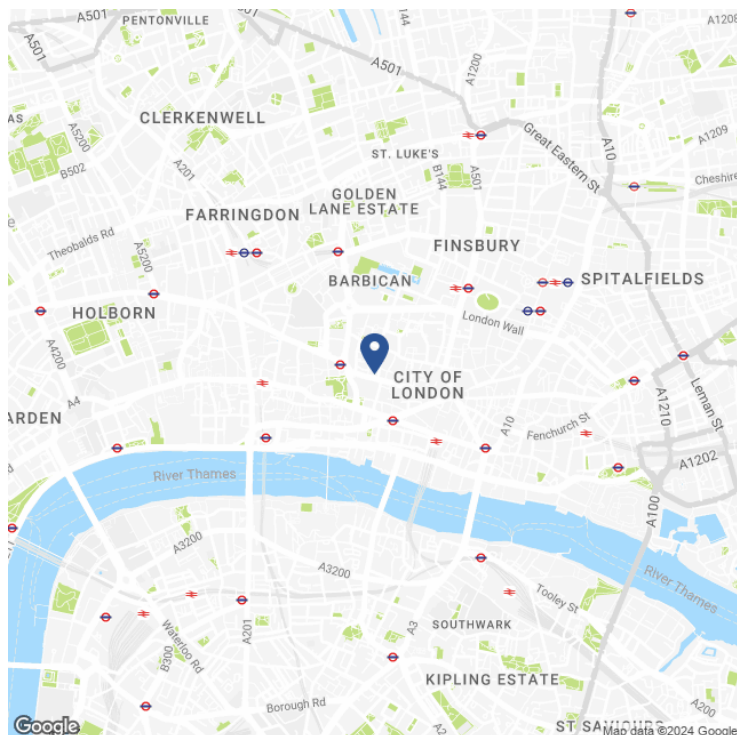 PENTONVILLE
A501
A1208
A501
A501
A1200
CLERKENWELL
A5200
A201
B502
ST. LUKE'S
B144
A501
Great Eastern St
A10
A1209
Cheshire
GOLDEN
LANE ESTATE
FARRINGDON
Theobalds Rd
A5200
FINSBURY
BARBICAN
SPITALFIELDS
HOLBORN
London Wall
A4200
CITY OF
LONDON
A4
ARDEN
A10
Fenchurch St
A1210
Leman St
A1202
River Thames
A100
A3200
A3200
Tooley St
River Thames
Waterloo Rd
A201
B300
A3
SOUTHWARK
KIPLING ESTATE
Borough Rd
A2
A200
ST SAVIOURS
Google
Map data ©2024 Google